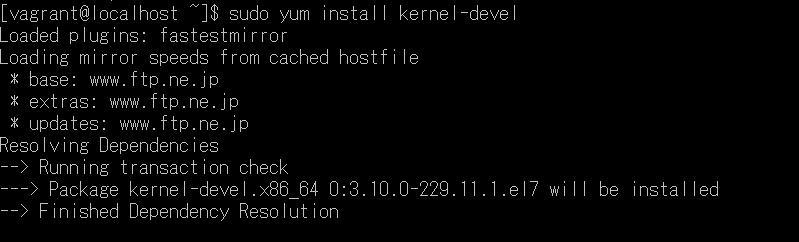 [vagrant@localhost ~]$ sudo yum install kernel-devel
Loaded plugins: fastestmirror
Loading mirror speeds from cached hostfile
 * base: www.ftp.ne.jp
 * extras: www.ftp.ne.jp
 * updates: www.ftp.ne.jp
Resolving Dependencies
--> Running transaction check
---> Package kernel-devel.x86_64 0:3.10.0-229.11.1.el7 will be installed
--> Finished Dependency Resolution